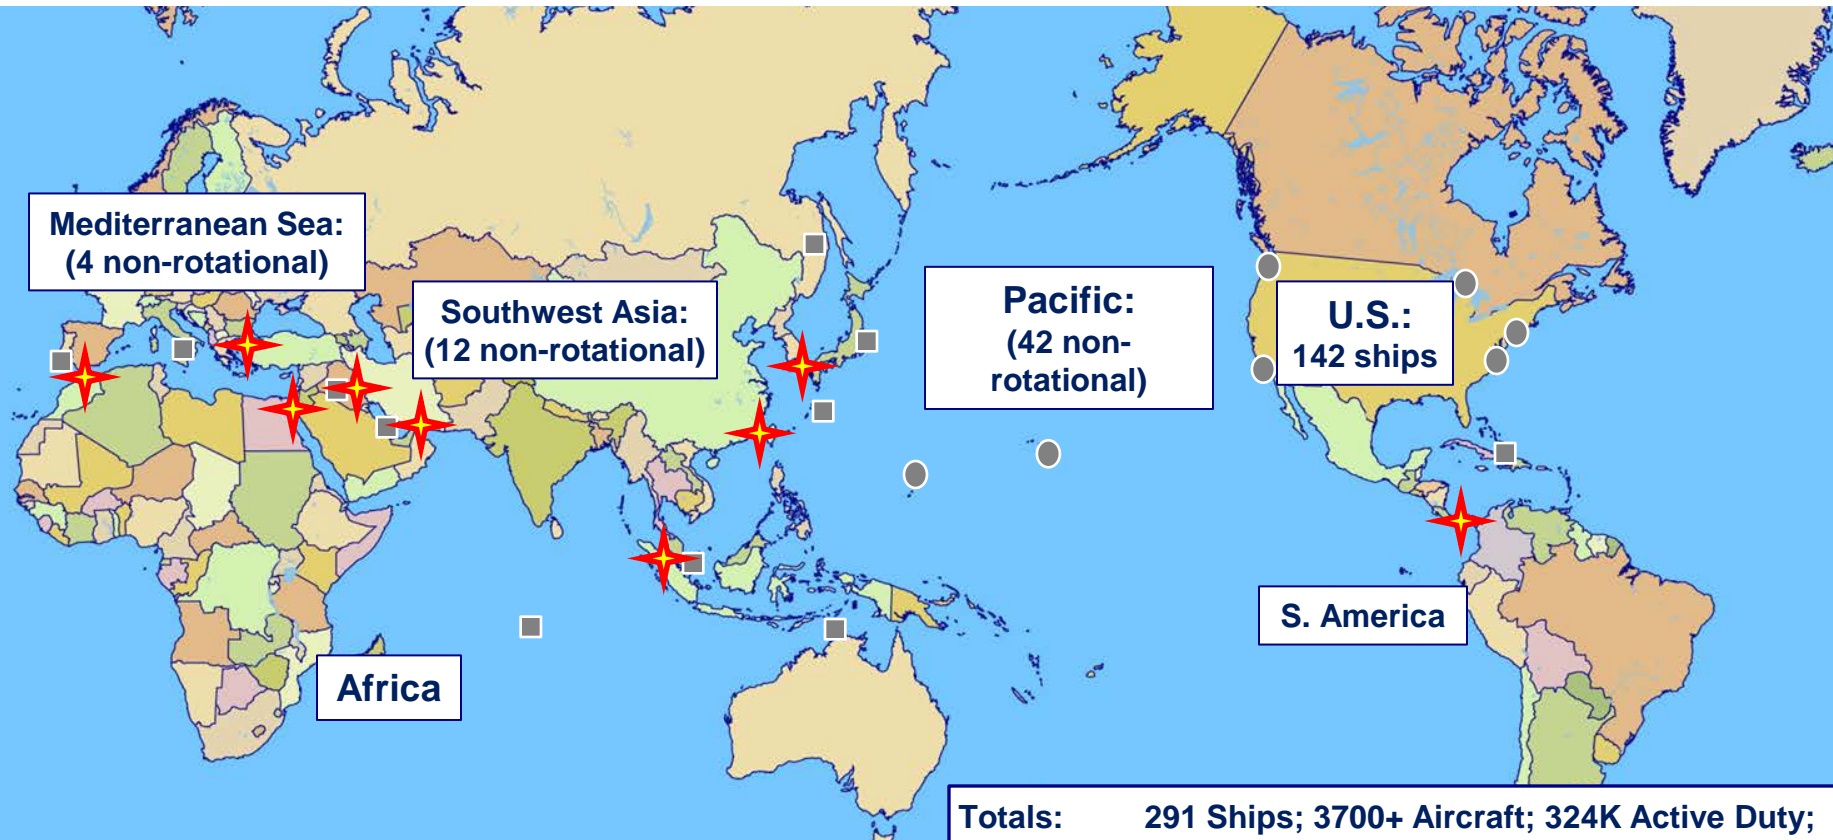 Mediterranean Sea:
(4 non-rotational)
Southwest Asia:
(12 non-rotational)
Pacific:
(42 non-
rotational)
U.S.:
142 ships
S. America
Africa
Totals: 291 Ships; 3700+ Aircraft; 324K Active Duty;